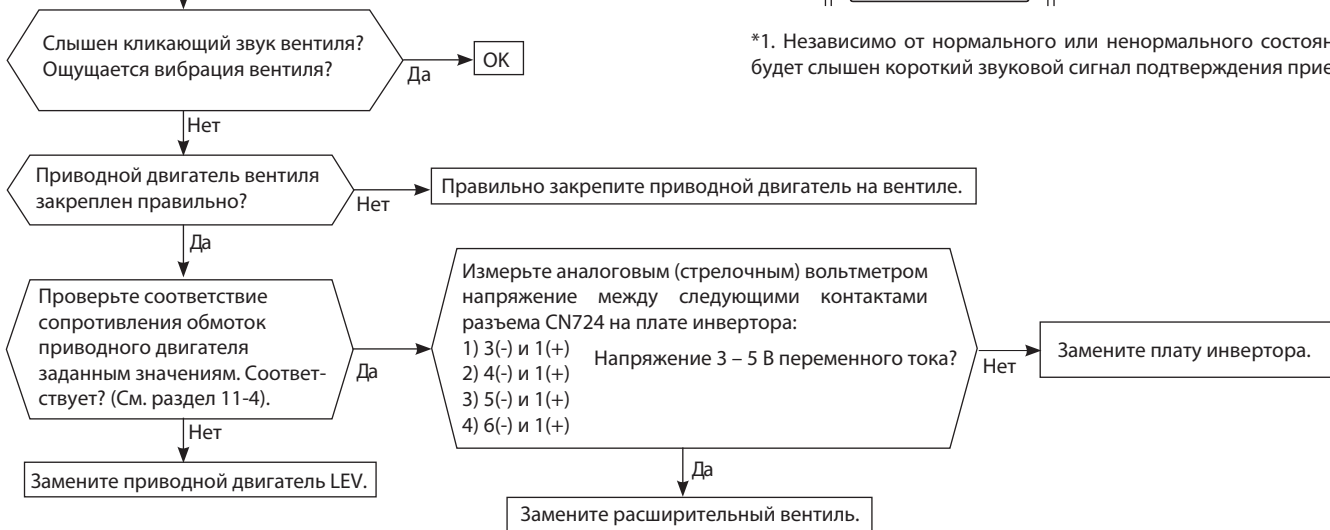 Слышен кликающий звук вентиля?
Ощущается вибрация вентиля?
Да
OK
*1. Независимо от нормального или ненормального
будет слышен короткий звуковой сигнал подтверждения
Нет
Приводной двигатель вентиля
закреплен правильно?
Нет
Правильно закрепите приводной двигатель на вентиле.
Да
Проверьте соответствие
сопротивления обмоток
приводного двигателя
заданным значениям. Соответ-
ствует? (См. раздел 11-4).
Да
Измерьте аналоговым (стрелочным) вольтметром
напряжение между следующими контактами
разъема CN724 на плате инвертора:
1) 3(-) и 1(+)
2) 4(-) и 1(+)
3) 5(-) и 1(+)
4) 6(-) и 1(+)
Напряжение 3 – 5 В переменного тока?
Нет
Замените плату инвертора.
Нет
Замените приводной двигатель LEV.
Да
Замените расширительный вентиль.